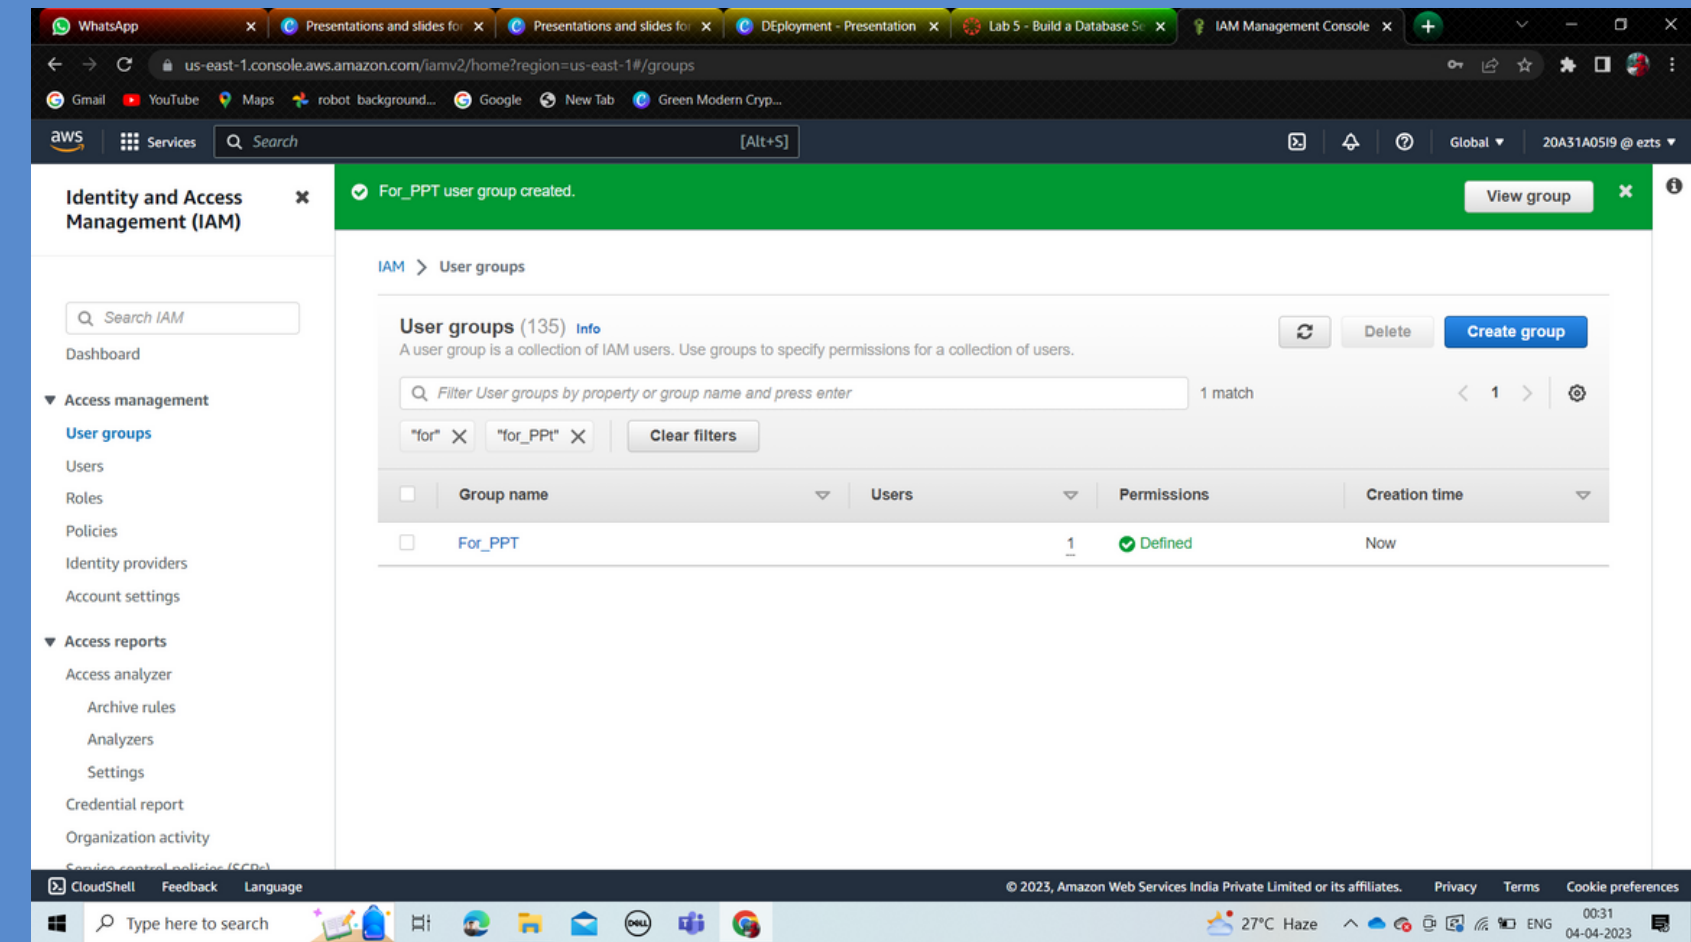 WhatsApp
Presentations and slides for
Presentations and slides for
DEployment - Presentation
Lab 5 - Build a Database Se
IAM Management Console
us-east-1.console.aws.amazon.com/iamv2/home?region=us-east-1#/groups
Gmail
YouTube
Maps
robot background...
Google
New Tab
Green Modern Cryp...
aws
Services
Search
[Alt+S]
Global
20A31A05I9 @ ezts
Identity and Access
Management (IAM)
Search IAM
Dashboard
Access management
User groups
Users
Roles
Policies
Identity providers
Account settings
Access reports
Access analyzer
Archive rules
Analyzers
Settings
Credential report
Organization activity
Service control policies (SCPs)
For_PPT user group created.
View group
IAM > User groups
User groups (135) Info
A user group is a collection of IAM users. Use groups to specify permissions for a collection of users.
Delete
Create group
Filter User groups by property or group name and press enter
1 match
1
"for"
"for_PPt"
Clear filters
Group name
Users
Permissions
Creation time
For_PPT
1
Defined
Now
CloudShell
Feedback
Language
© 2023, Amazon Web Services India Private Limited or its affiliates.
Privacy
Terms
Cookie preferences
Type here to search
DELL
27°C Haze
ENG
00:31
04-04-2023